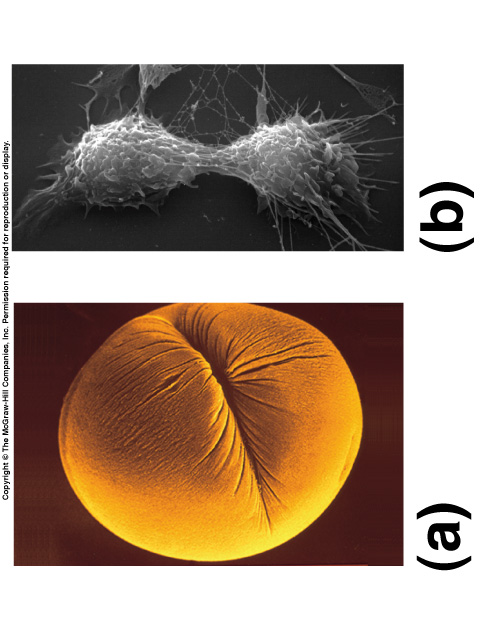 Copyright © The McGraw-Hill Companies, Inc. Permission required for reproduction or display.
(a)
(b)